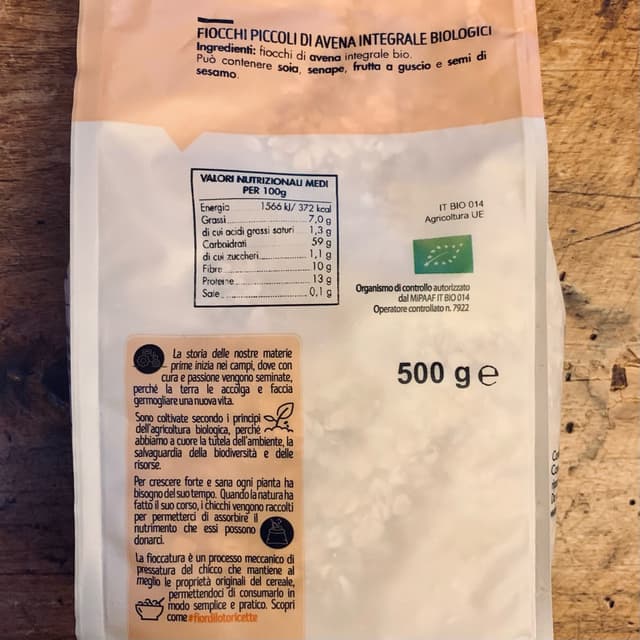 FIOCCHI PICCOLI DI AVENA INTEGRALE BIOLOGICI
Ingredienti: fiocchi di avena integrale bio.
Può contenere soia, senape, frutta a guscio e semi di
sesamo.
VALORI NUTRIZIONALI MEDI
PER 100g
Energia 1566 kJ/ 372 kcal
Grassi 7,0 g
di cui acidi grassi saturi 1,3 g
Carboidrati 59 g
di cui zuccheri 1,1 g
Fibre 10 g
Proteine 13 g
Sale 0,1 g
IT BIO 014
Agricoltura UE
Organismo di controllo autorizzato
dal MIPAAF IT BIO 014
Operatore controllato n. 7922
500 g e
La storia delle nostre materie
prime inizia nei campi, dove con
cura e passione vengono seminate,
perché la terra le accolga e faccia
germogliare una nuova vita.
Sono coltivate secondo i principi
dell'agricoltura biologica, perché
abbiamo a cuore la tutela dell'ambiente, la
salvaguardia della biodiversità e delle
risorse.
Per crescere forte e sana ogni pianta ha
bisogno del suo tempo. Quando la natura ha
fatto il suo corso, i chicchi vengono raccolti
per permetterci di assorbire il
nutrimento che essi possono
donarci.
La fioccatura è un processo meccanico di
pressatura del chicco che mantiene al
meglio le proprietà originali del cereale,
permettendoci di consumarlo in
modo semplice e pratico. Scopri
come #fiordilotoricette